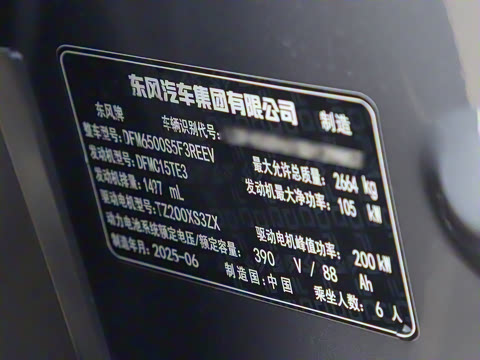 东风汽车集团有限公司 制造
东风牌 车辆识别代号:
整车型号: DFM6500S5F3REEV 最大允许总质量: 2664 kg
发动机型号: DFMC15TE3 发动机最大净功率: 105 kW
发动机排量: 1477 mL
驱动电机型号: TZ200XS3ZX 驱动电机峰值功率: 200 kW
动力电池系统额定电压/额定容量: 390 V / 88 Ah
制造年月: 2025-06 制造国: 中国 乘坐人数: 6 人